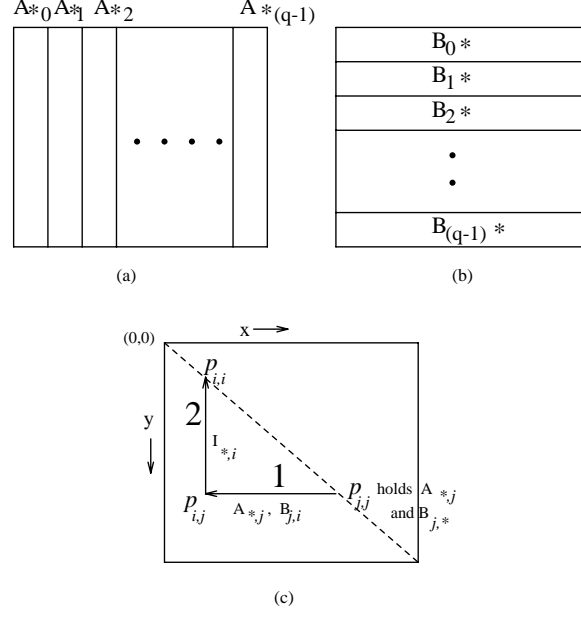 A*0 A*1 A*2 A*(q-1)
B0*
B1*
B2*
B(q-1)*
(a) (b)
x
(0,0)
pi,i
2
y
I*,i
1
pi,j
pj,j holds A*,j
A*,j, Bj,i
and Bj,*
(c)